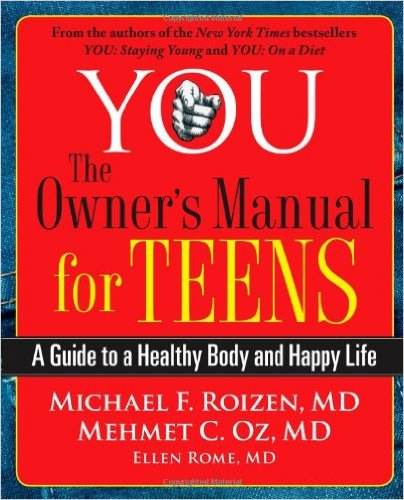 From the authors of the New York Times bestsellers
YOU: Staying Young and YOU: On a Diet
YOU
The
Owner's Manual
for TEENS
A Guide to a Healthy Body and Happy Life
MICHAEL F. ROIZEN, MD
MEHMET C. OZ, MD
ELLEN ROME, MD